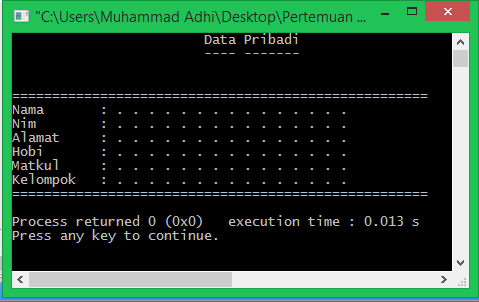 "C:\Users\Muhammad Adhi\Desktop\Pertemuan ...
Data Pribadi
---- -------
====================================================
Nama : . . . . . . . . . . . . . . . .
Nim : . . . . . . . . . . . . . . . .
Alamat : . . . . . . . . . . . . . . . .
Hobi : . . . . . . . . . . . . . . . .
Matkul : . . . . . . . . . . . . . . . .
Kelompok : . . . . . . . . . . . . . . . .
====================================================
Process returned 0 (0x0)   execution time : 0.013 s
Press any key to continue.